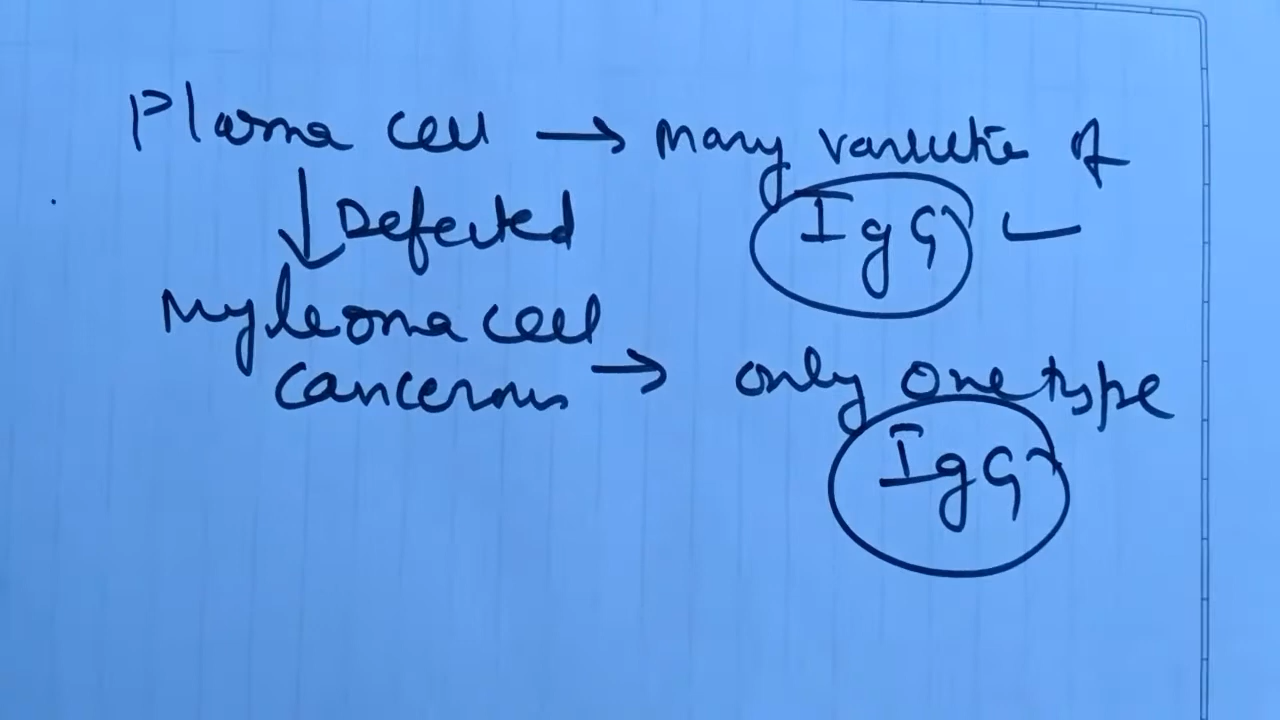 Plasma cell → many varieties of
↓ Defected IgG
Myleoma cell
cancerous → only one type
IgG